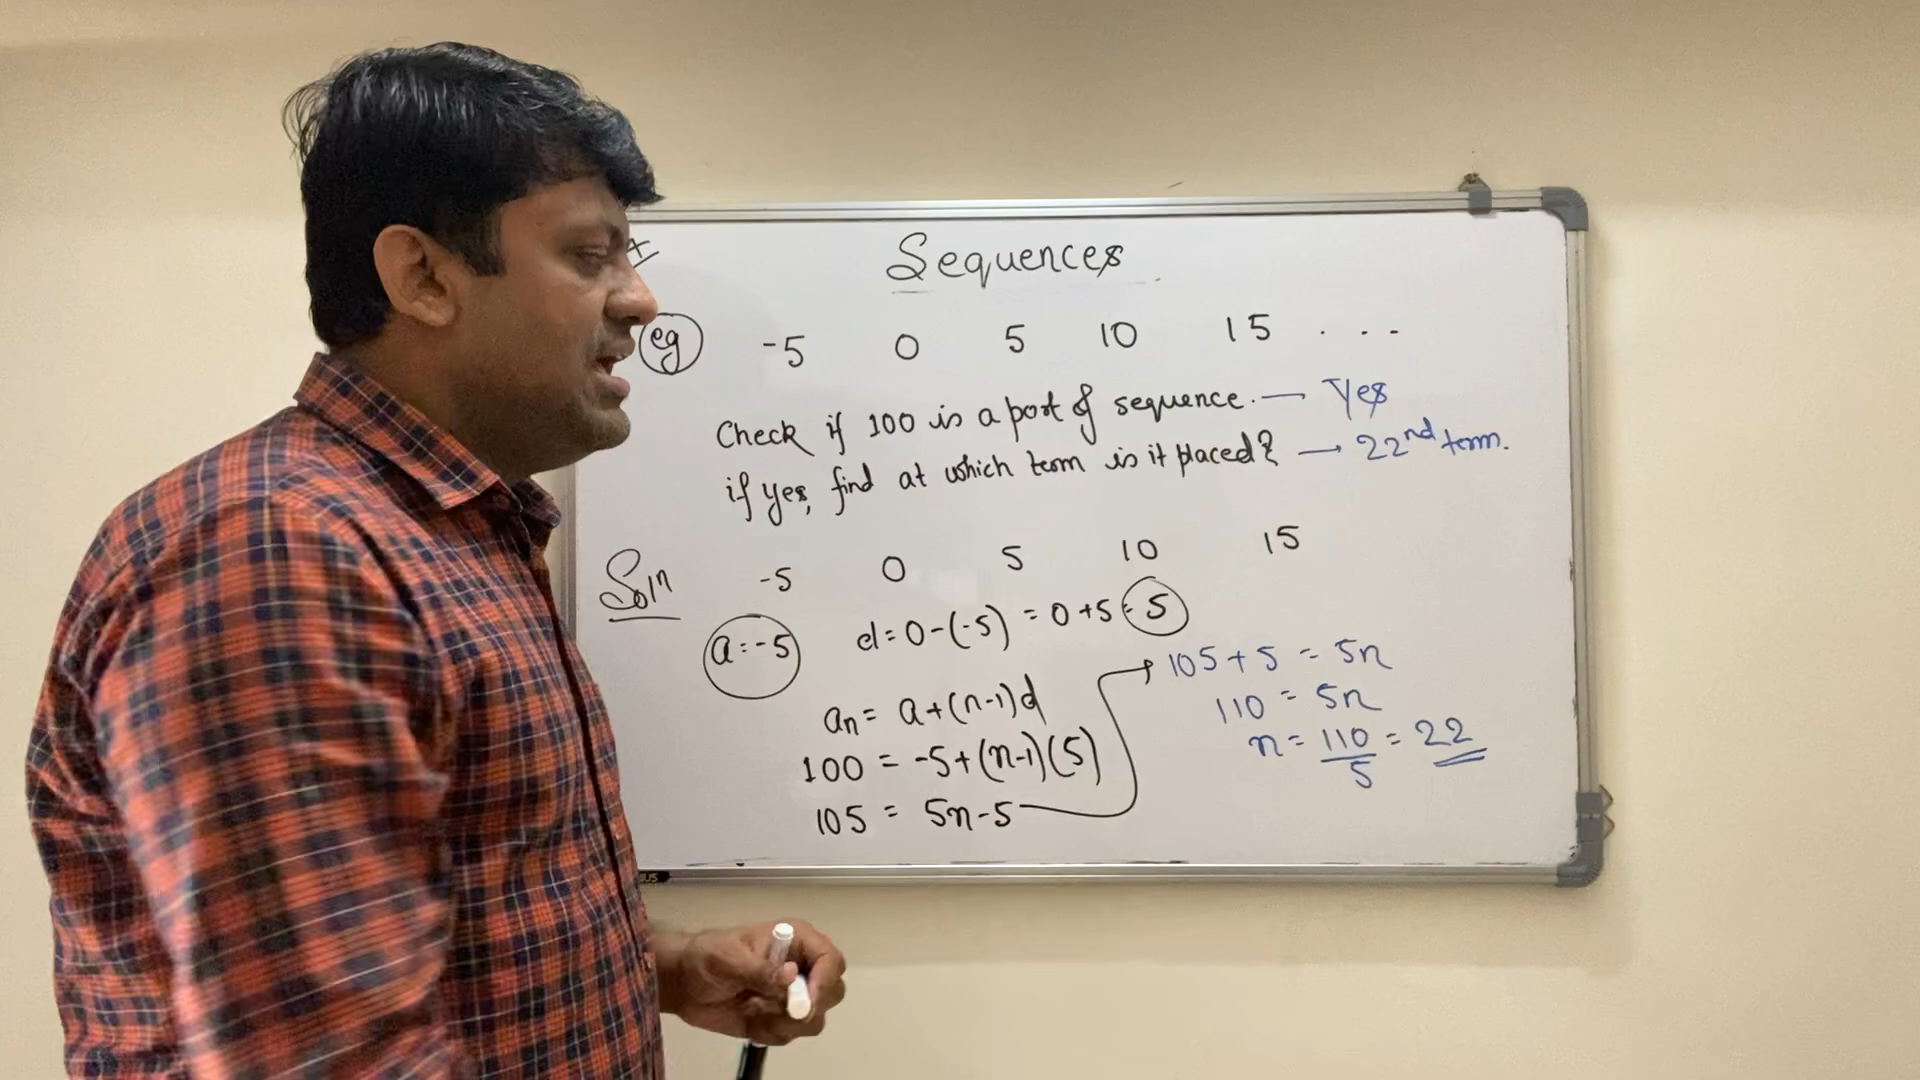 Sequences
eg -5 0 5 10 15 ...
Check if 100 is a part of sequence. — Yes
if yes, find at which term is it placed? → 22nd term.
Soln -5 0 5 10 15
a=-5 d=0-(-5) = 0+5 = 5
an = a+(n-1)d
100 = -5+(n-1)(5)
105 = 5n-5
105+5 = 5n
110 = 5n
n = 110/5 = 22